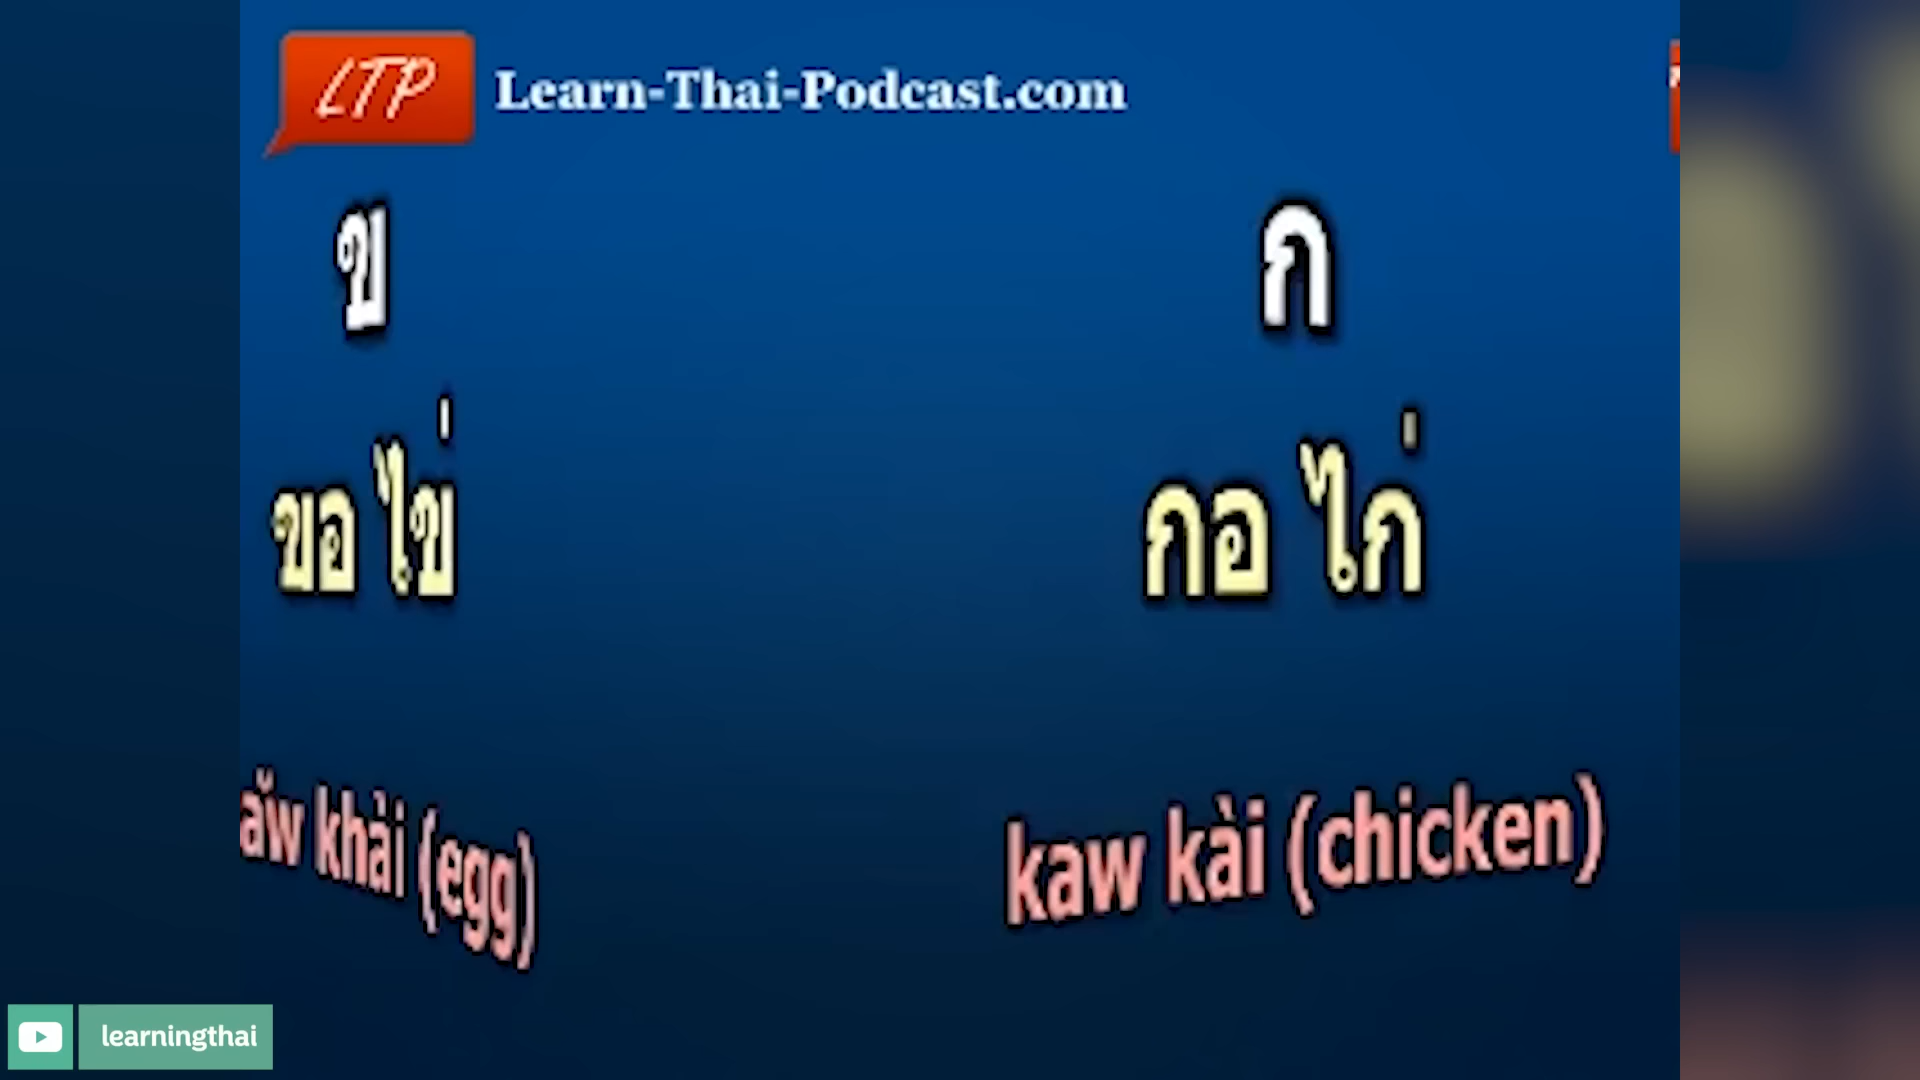 LTP Learn-Thai-Podcast.com
ข
ขอ ไข่
ǎw khài (egg)
ก
กอ ไก่
kaw kài (chicken)
learningthai